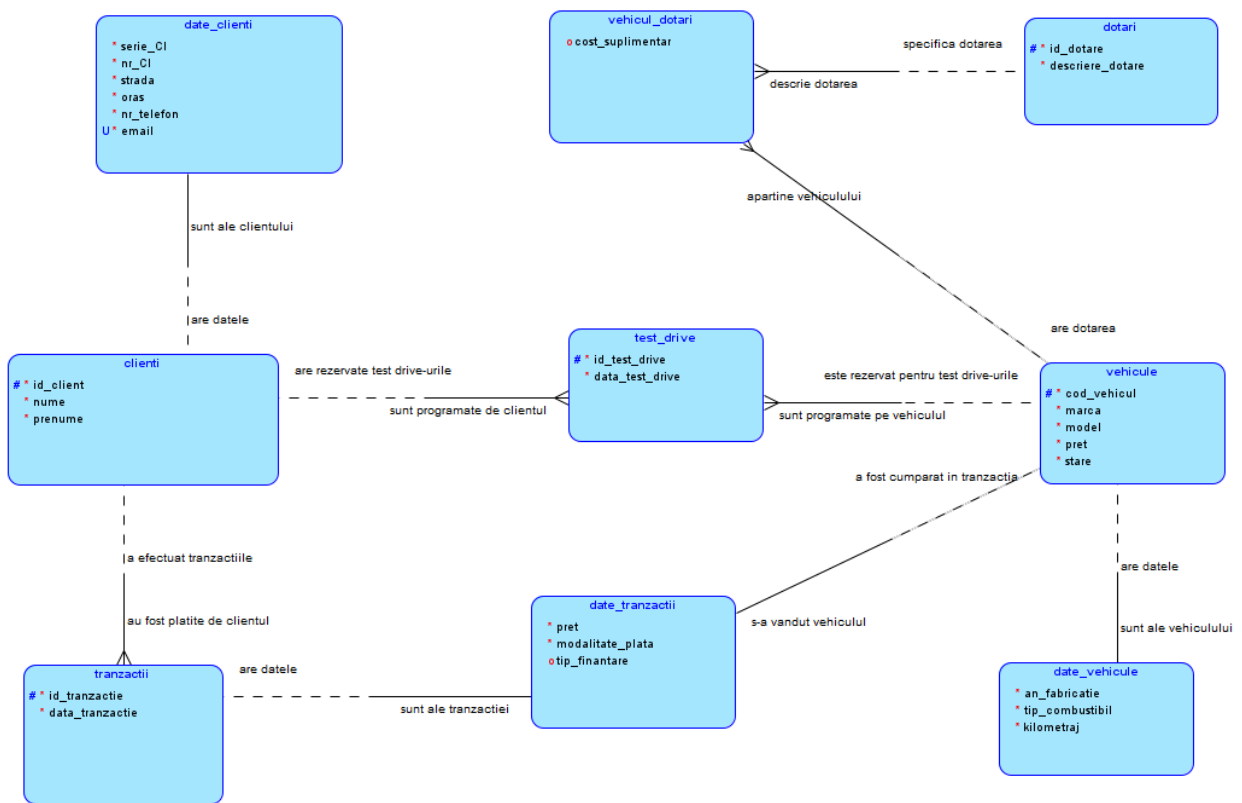 date_clienti
* serie_CI
* nr_CI
* strada
* oras
* nr_telefon
U * email
vehicul_dotari
o cost_suplimentar
dotari
# * id_dotare
* descriere_dotare
specifica dotarea
descrie dotarea
sunt ale clientului
are datele
apartine vehiculului
are dotarea
clienti
# * id_client
* nume
* prenume
are rezervate test drive-urile
sunt programate de clientul
test_drive
# * id_test_drive
* data_test_drive
este rezervat pentru test drive-urile
sunt programate pe vehiculul
vehicule
# * cod_vehicul
* marca
* model
* pret
* stare
a efectuat tranzactiile
au fost platite de clientul
a fost cumparat in tranzactia
s-a vandut vehiculul
are datele
sunt ale vehiculului
tranzactii
# * id_tranzactie
* data_tranzactie
are datele
sunt ale tranzactiei
date_tranzactii
* pret
* modalitate_plata
o tip_finantare
date_vehicule
* an_fabricatie
* tip_combustibil
* kilometraj